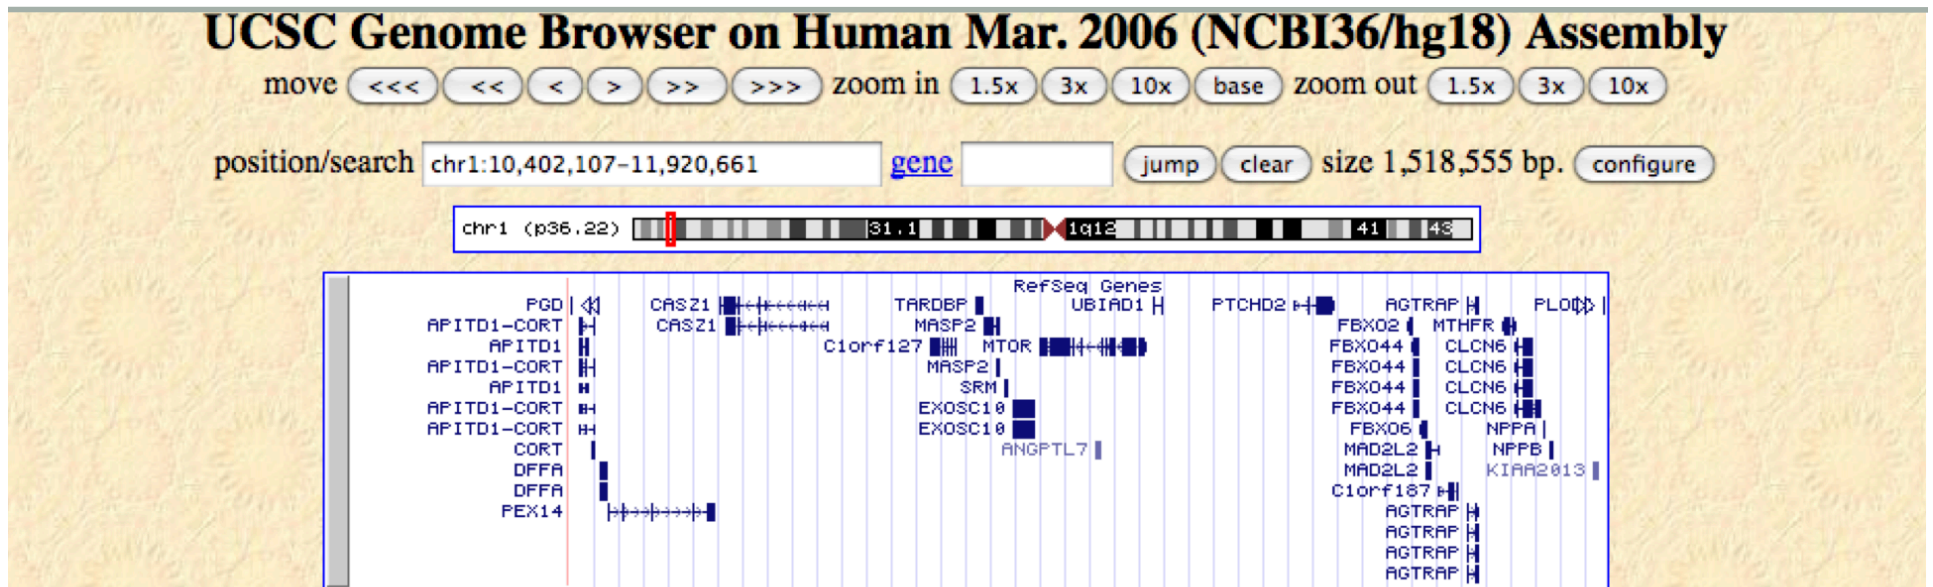 UCSC Genome Browser on Human Mar. 2006 (NCBI36/hg18) Assembly
move <<< << < > >> >>> zoom in 1.5x 3x 10x base zoom out 1.5x 3x 10x
position/search chr1:10,402,107-11,920,661 gene jump clear size 1,518,555 bp. configure
chr1 (p36.22) 31.1 1q12 41 43
RefSeq Genes
PGD CASZ1 TARDBP UBIAD1 PTCHD2 AGTRAP PLOD
APITD1-CORT CASZ1 MASP2 FBXO2 MTHFR
APITD1 C1orf127 MTOR FBXO44 CLCN6
APITD1-CORT MASP2 FBXO44 CLCN6
APITD1 SRM FBXO44 CLCN6
APITD1-CORT EXOSC10 FBXO44 CLCN6
APITD1-CORT EXOSC10 FBXO6 NPPA
CORT ANGPTL7 MAD2L2 NPPB
DFFA MAD2L2 KIAA2013
DFFA C1orf187
PEX14 AGTRAP
AGTRAP
AGTRAP
AGTRAP